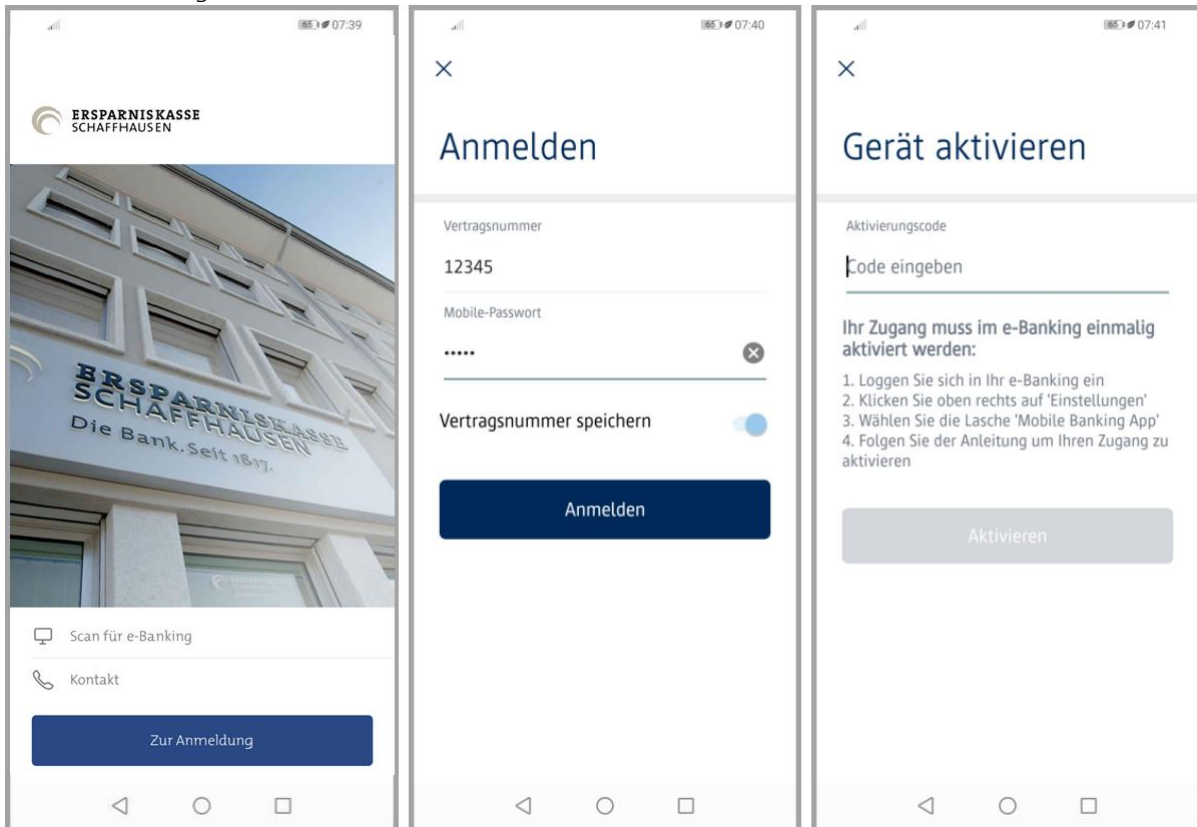 07:39
ERSPARNISKASSE
SCHAFFHAUSEN
ERSPARNISKASSE
SCHAFFHAUSEN
Die Bank. Seit 1817.
Scan für e-Banking
Kontakt
Zur Anmeldung
07:40
Anmelden
Vertragsnummer
12345
Mobile-Passwort
•••••
Vertragsnummer speichern
Anmelden
07:41
Gerät aktivieren
Aktivierungscode
Code eingeben
Ihr Zugang muss im e-Banking einmalig
aktiviert werden:
1. Loggen Sie sich in Ihr e-Banking ein
2. Klicken Sie oben rechts auf 'Einstellungen'
3. Wählen Sie die Lasche 'Mobile Banking App'
4. Folgen Sie der Anleitung um Ihren Zugang zu
aktivieren
Aktivieren